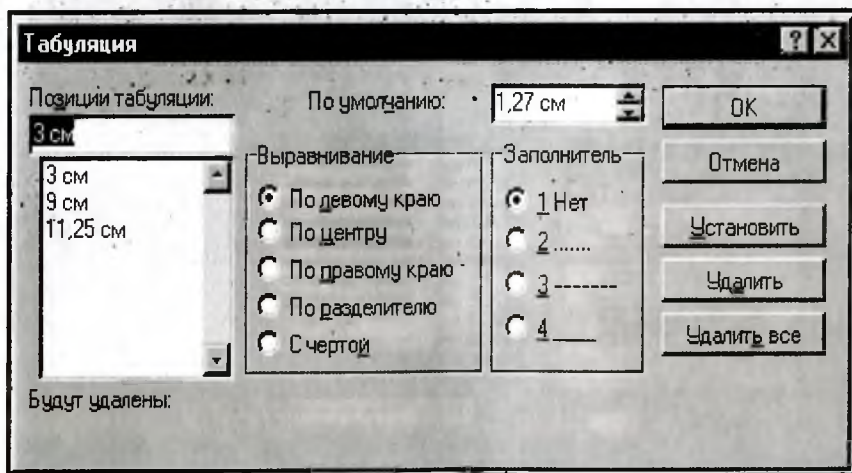 Табуляция
Позиции табуляции:
По умолчанию:
1,27 см
OK
3 см
3 см
9 см
11,25 см
Выравнивание
По левому краю
По центру
По правому краю
По разделителю
С чертой
Заполнитель
1 Нет
2 .......
3 -------
4 ____
Отмена
Установить
Удалить
Удалить все
Будут удалены: